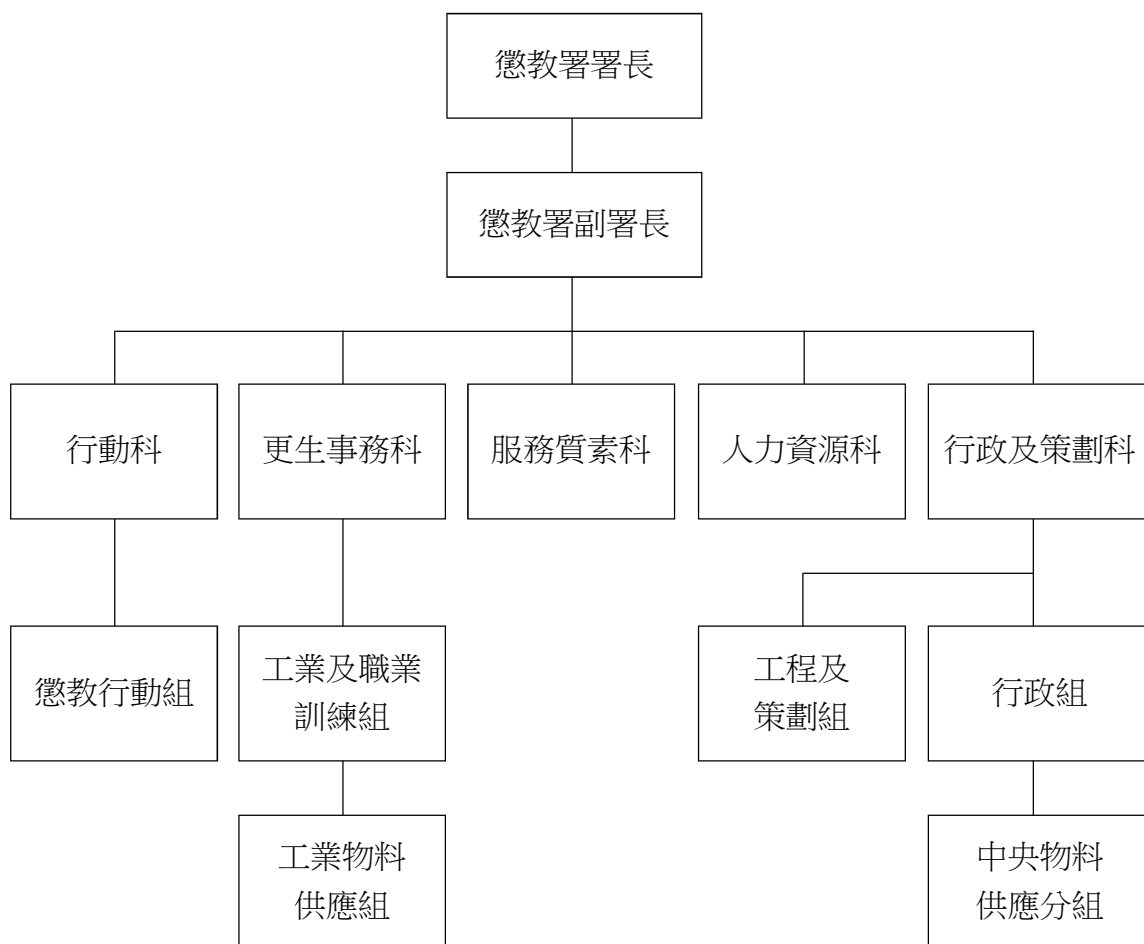 懲教署署長
懲教署副署長
行動科
更生事務科
服務質素科
人力資源科
行政及策劃科
懲教行動組
工業及職業
訓練組
工程及
策劃組
行政組
工業物料
供應組
中央物料
供應分組